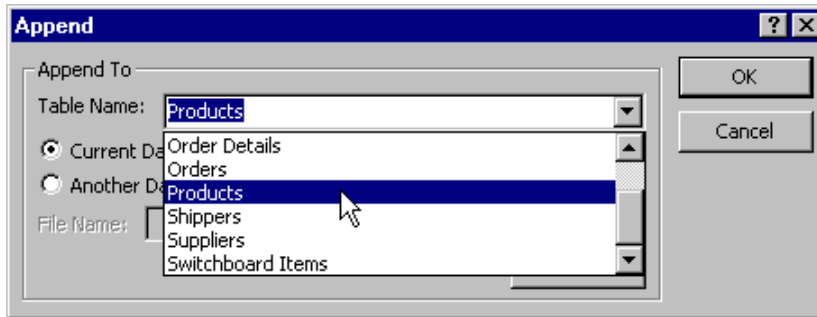 Append
Append To
OK
Table Name: Products
Cancel
Order Details
Current Da
Orders
Another Da
Products
File Name:
Shippers
Suppliers
Switchboard Items